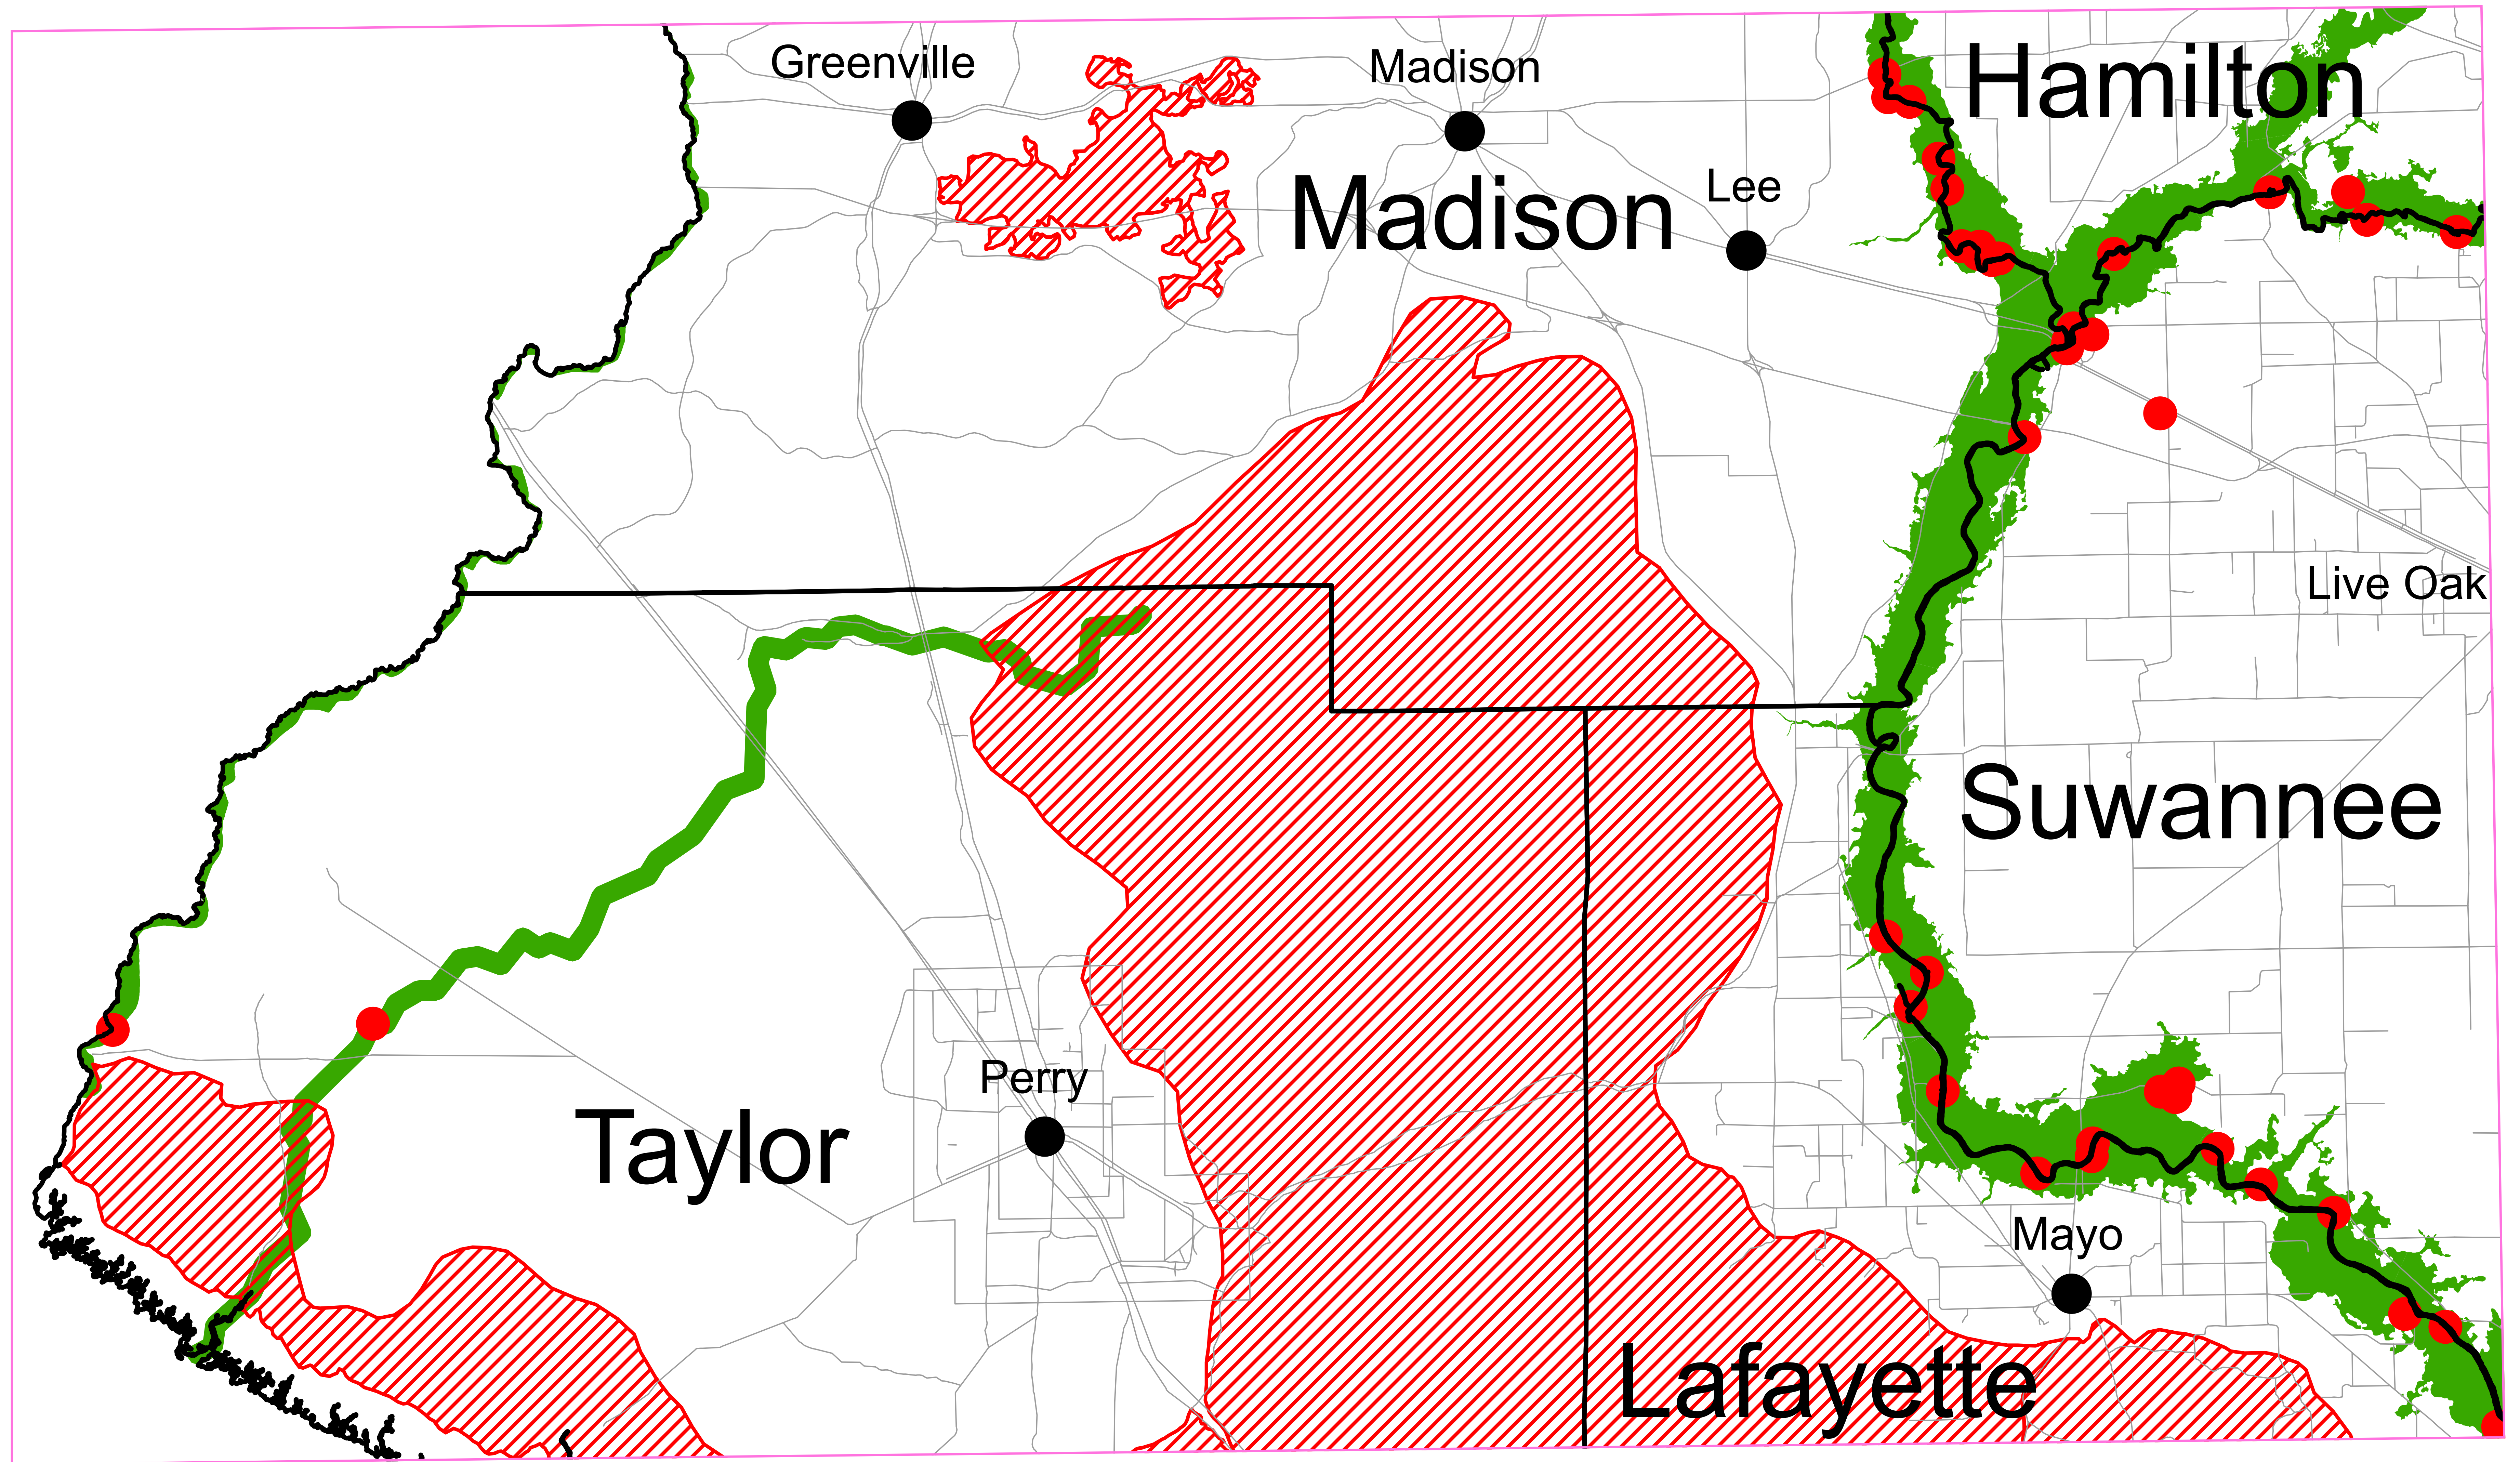 Greenville
Madison
Hamilton
Madison
Lee
Live Oak
Suwannee
Perry
Taylor
Mayo
Lafayette